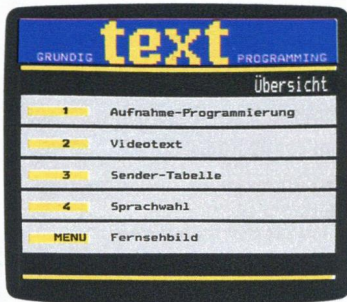 GRUNDIG text PROGRAMMING
Übersicht
1 Aufnahme-Programmierung
2 Videotext
3 Sender-Tabelle
4 Sprachwahl
MENU Fernsehbild